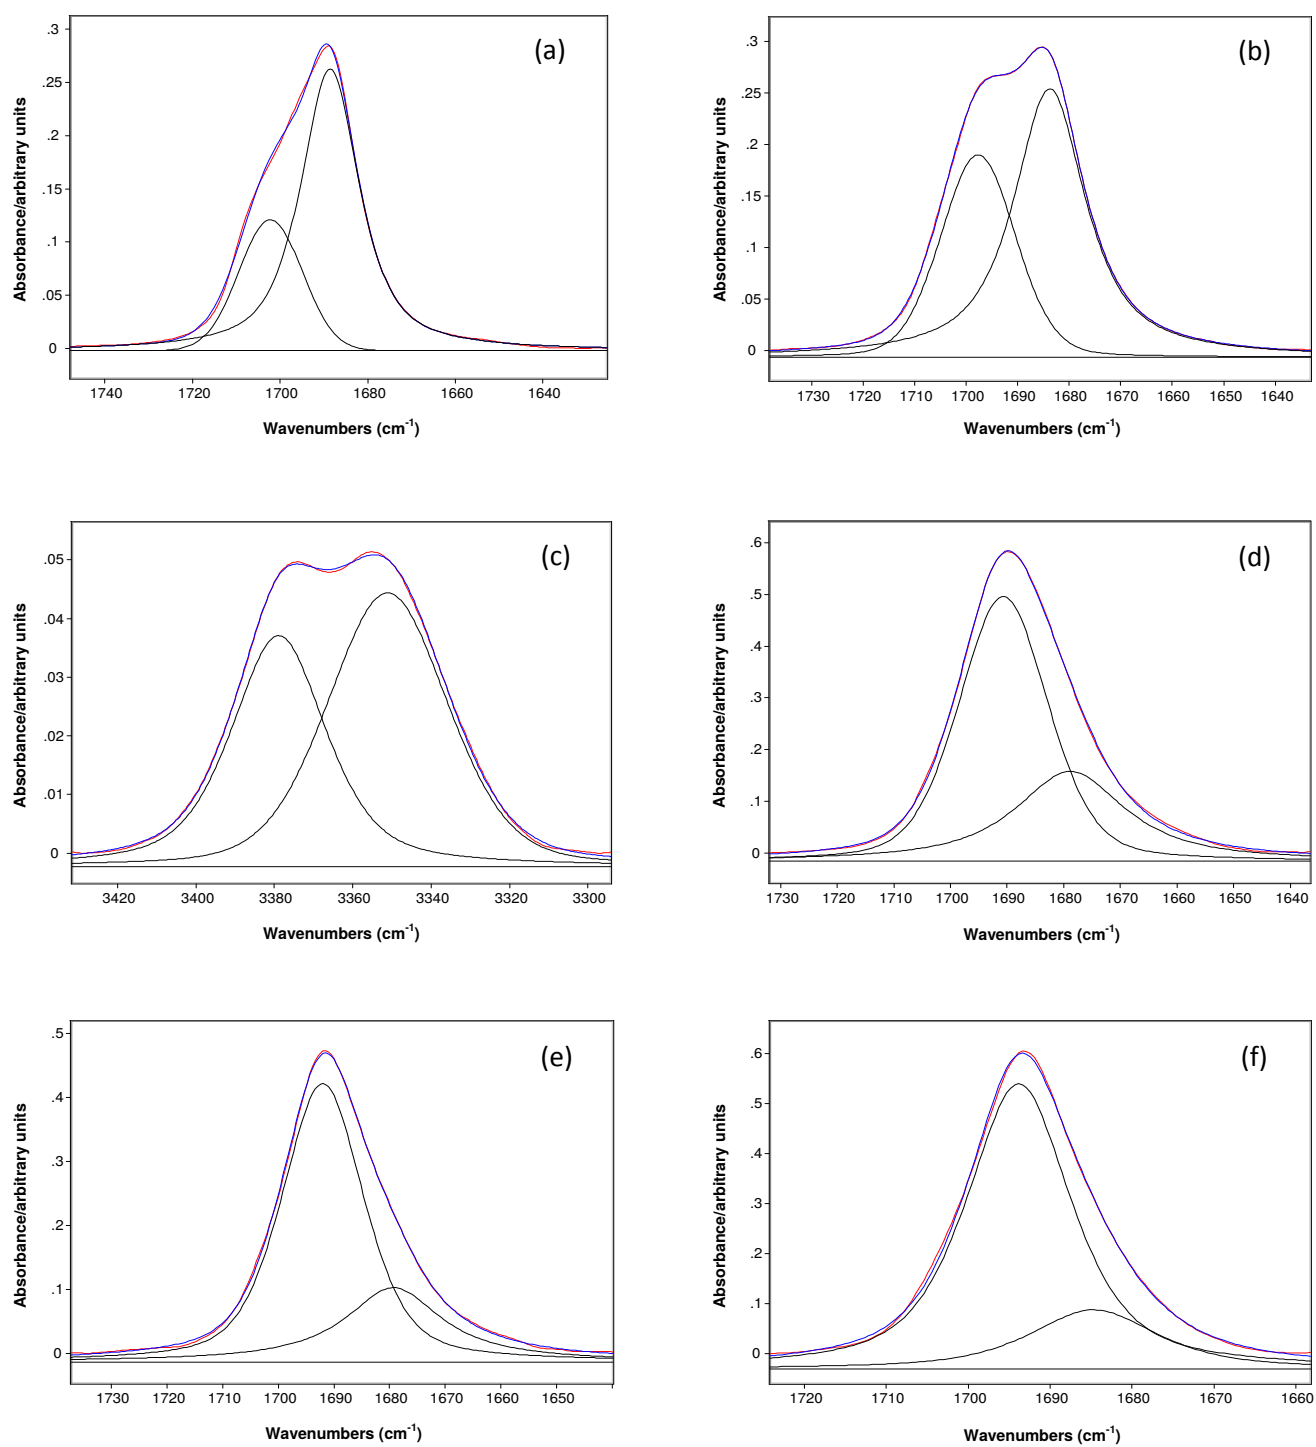 (a)
Absorbance/arbitrary units
.3
.25
.2
.15
.1
.05
0
1740 1720 1700 1680 1660 1640
Wavenumbers (cm-1)
(b)
Absorbance/arbitrary units
.3
.25
.2
.15
.1
.05
0
1730 1720 1710 1700 1690 1680 1670 1660 1650 1640
Wavenumbers (cm-1)
(c)
Absorbance/arbitrary units
.05
.04
.03
.02
.01
0
3420 3400 3380 3360 3340 3320 3300
Wavenumbers (cm-1)
(d)
Absorbance/arbitrary units
.6
.5
.4
.3
.2
.1
0
1730 1720 1710 1700 1690 1680 1670 1660 1650 1640
Wavenumbers (cm-1)
(e)
Absorbance/arbitrary units
.5
.4
.3
.2
.1
0
1730 1720 1710 1700 1690 1680 1670 1660 1650
Wavenumbers (cm-1)
(f)
Absorbance/arbitrary units
.6
.5
.4
.3
.2
.1
0
1720 1710 1700 1690 1680 1670 1660
Wavenumbers (cm-1)